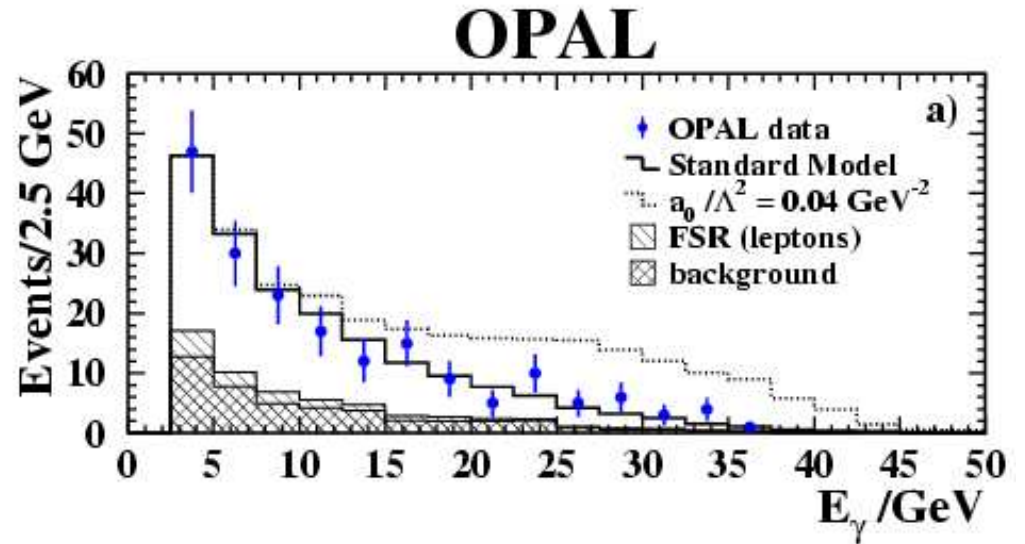 OPAL
a)
OPAL data
Standard Model
a₀ /Λ² = 0.04 GeV⁻²
FSR (leptons)
background
Events/2.5 GeV
60
50
40
30
20
10
0
0 5 10 15 20 25 30 35 40 45 50
E_γ /GeV